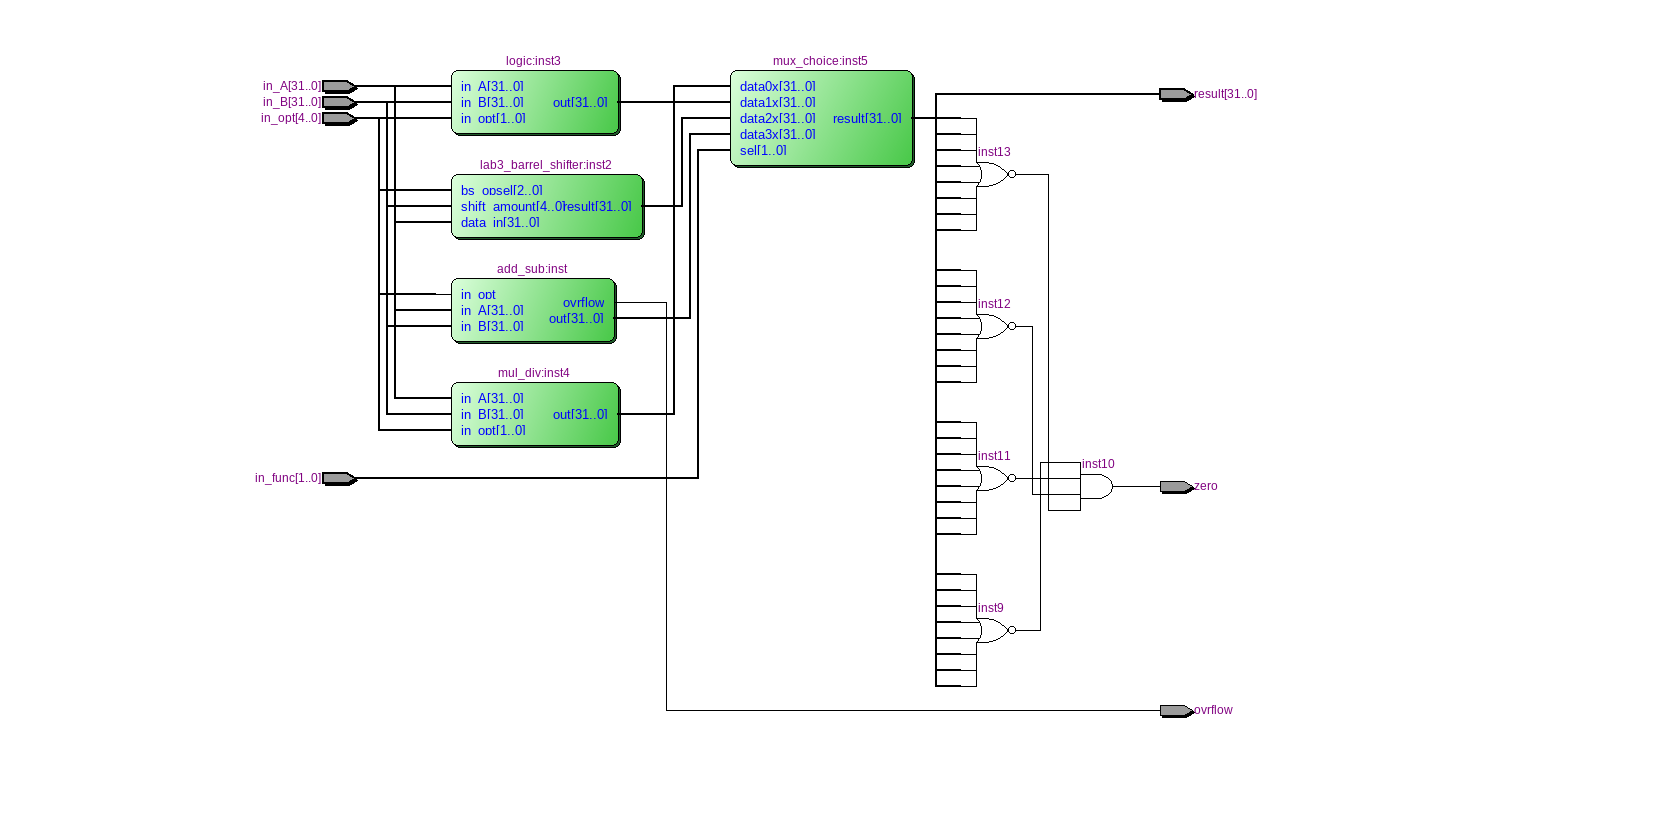 logic:inst3
in_A[31..0]
in_B[31..0]
in_opt[4..0]
in_A[31..0]
in_B[31..0]
in_opt[1..0]
out[31..0]
mux_choice:inst5
data0x[31..0]
data1x[31..0]
data2x[31..0]
data3x[31..0]
sel[1..0]
result[31..0]
result[31..0]
lab3_barrel_shifter:inst2
bs_opsel[2..0]
shift_amount[4..0]
data_in[31..0]
result[31..0]
inst13
add_sub:inst
in_opt
in_A[31..0]
in_B[31..0]
ovrflow
out[31..0]
inst12
mul_div:inst4
in_A[31..0]
in_B[31..0]
in_opt[1..0]
out[31..0]
in_func[1..0]
inst11
inst10
zero
inst9
ovrflow